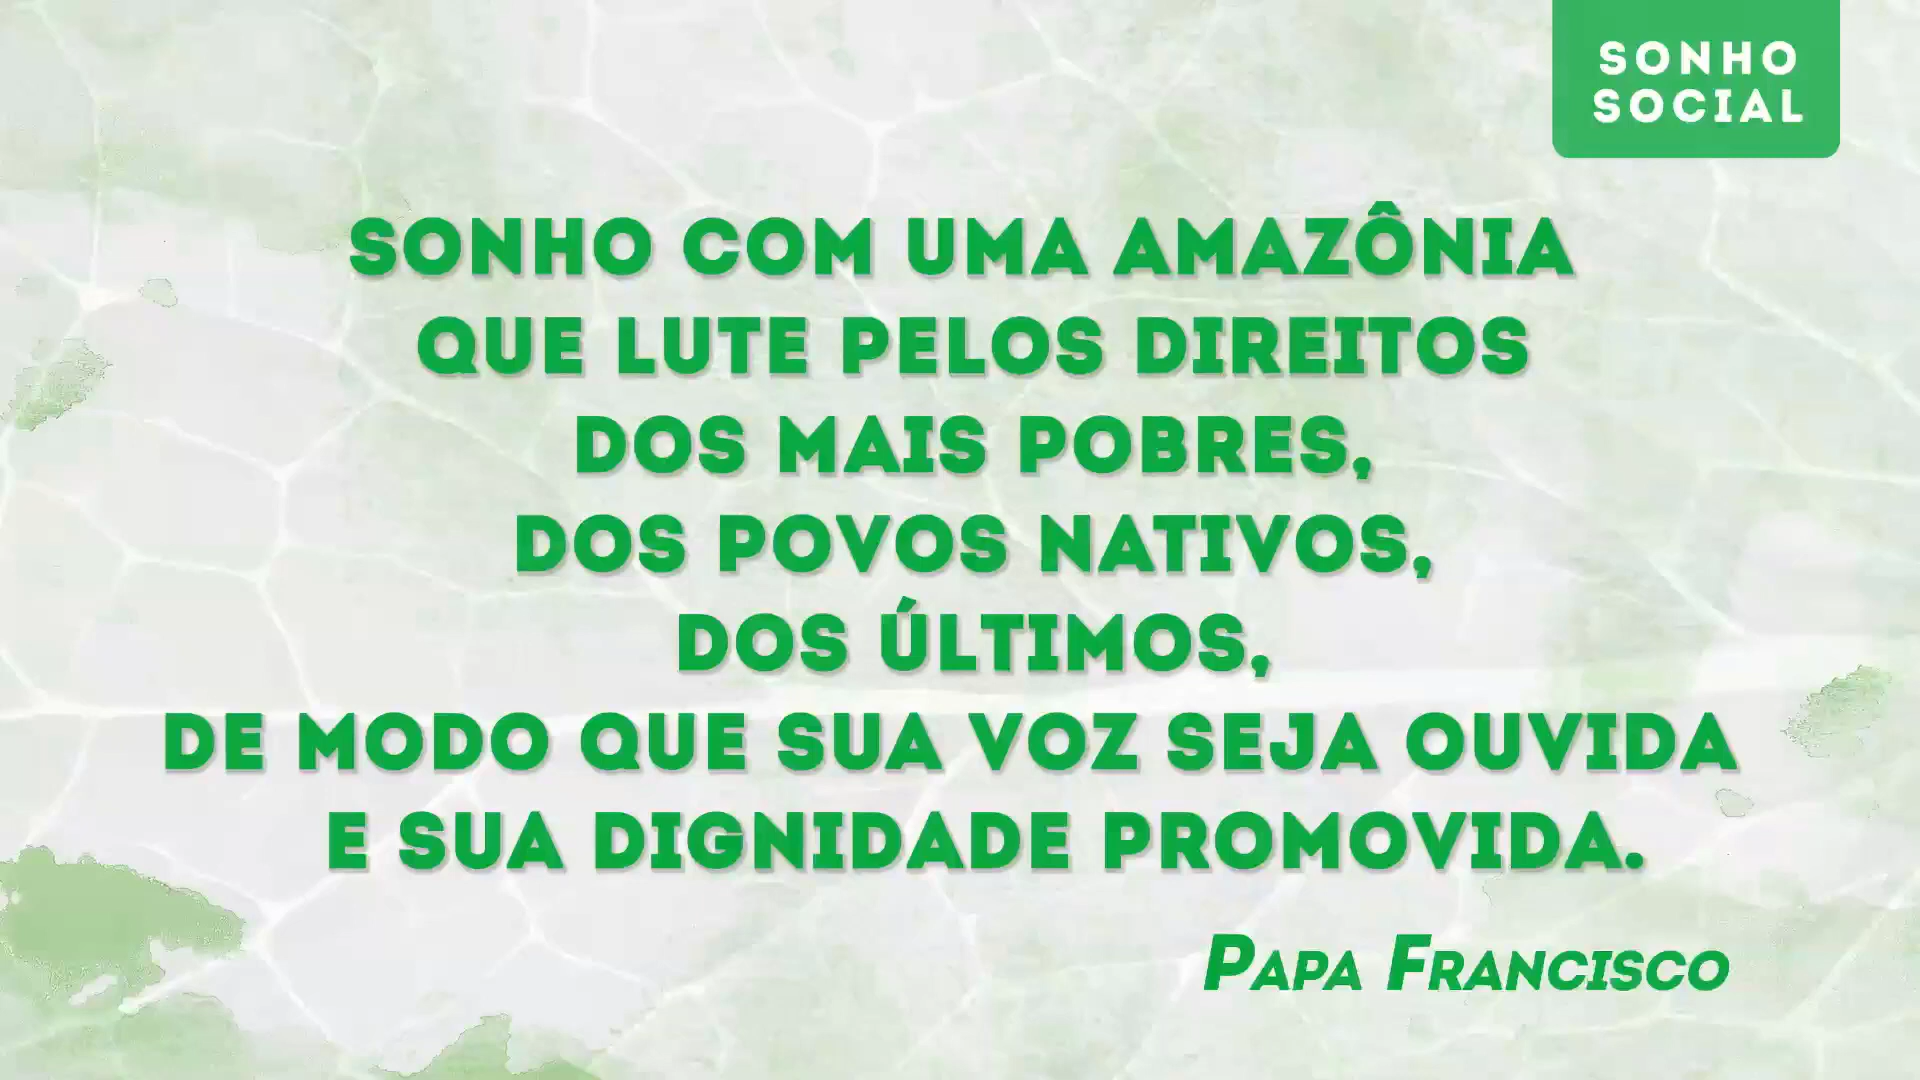 SONHO
SOCIAL
SONHO COM UMA AMAZÔNIA
QUE LUTE PELOS DIREITOS
DOS MAIS POBRES,
DOS POVOS NATIVOS,
DOS ÚLTIMOS,
DE MODO QUE SUA VOZ SEJA OUVIDA
E SUA DIGNIDADE PROMOVIDA.
PAPA FRANCISCO